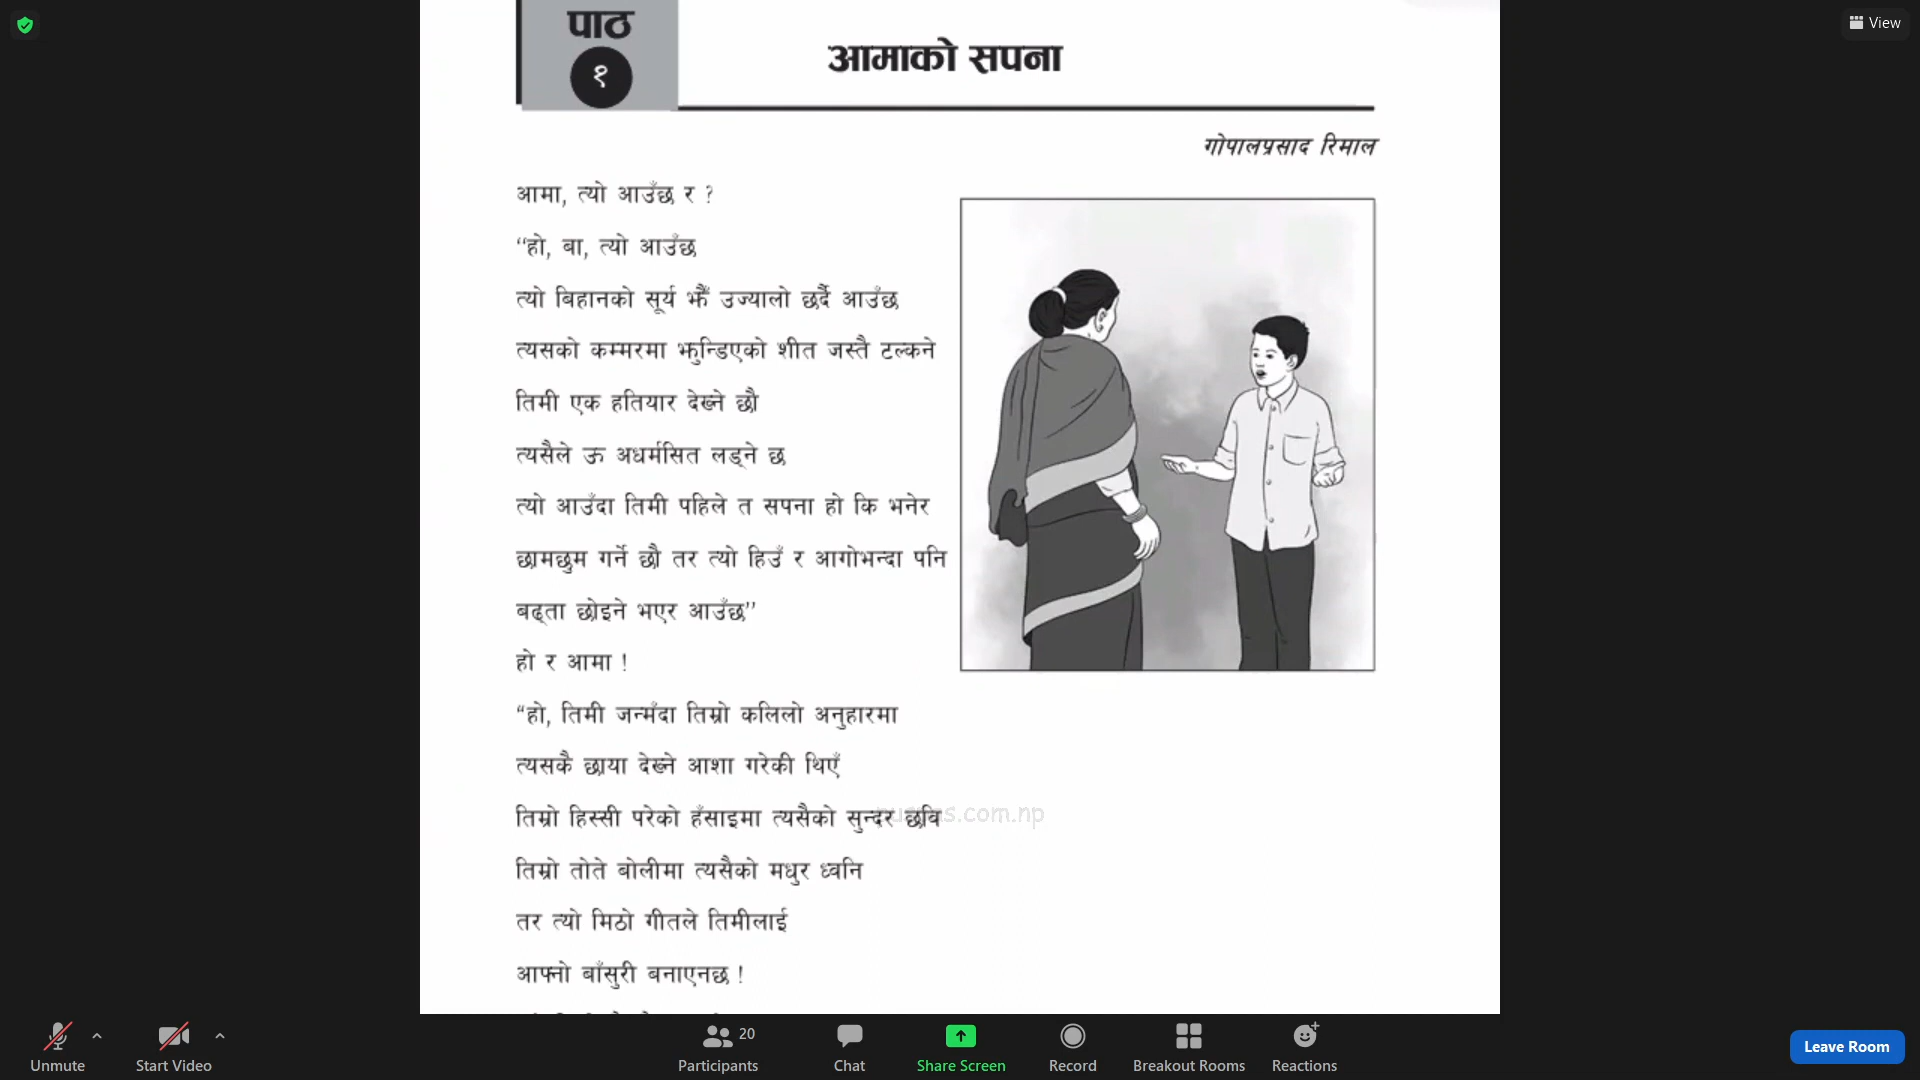 View
पाठ
१
आमाको सपना
गोपालप्रसाद रिमाल
आमा, त्यो आउँछ र ?
‘‘हो, बा, त्यो आउँछ
त्यो बिहानको सूर्य झैँ उज्यालो छर्दै आउँछ
त्यसको कम्मरमा झुन्डिएको शीत जस्तै टल्कने
तिमी एक हतियार देख्ने छौ
त्यसैले ऊ अधर्मसित लड्ने छ
त्यो आउँदा तिमी पहिले त सपना हो कि भनेर
छामछुम गर्ने छौ तर त्यो हिउँ र आगोभन्दा पनि
बढ्ता छोइने भएर आउँछ’’
हो र आमा !
“हो, तिमी जन्मँदा तिम्रो कलिलो अनुहारमा
त्यसकै छाया देख्ने आशा गरेकी थिएँ
तिम्रो हिस्सी परेको हँसाइमा त्यसैको सुन्दर छवि
तिम्रो तोते बोलीमा त्यसैको मधुर ध्वनि
तर त्यो मिठो गीतले तिमीलाई
आफ्नो बाँसुरी बनाएनछ !
Unmute
Start Video
Participants 20
Chat
Share Screen
Record
Breakout Rooms
Reactions
Leave Room